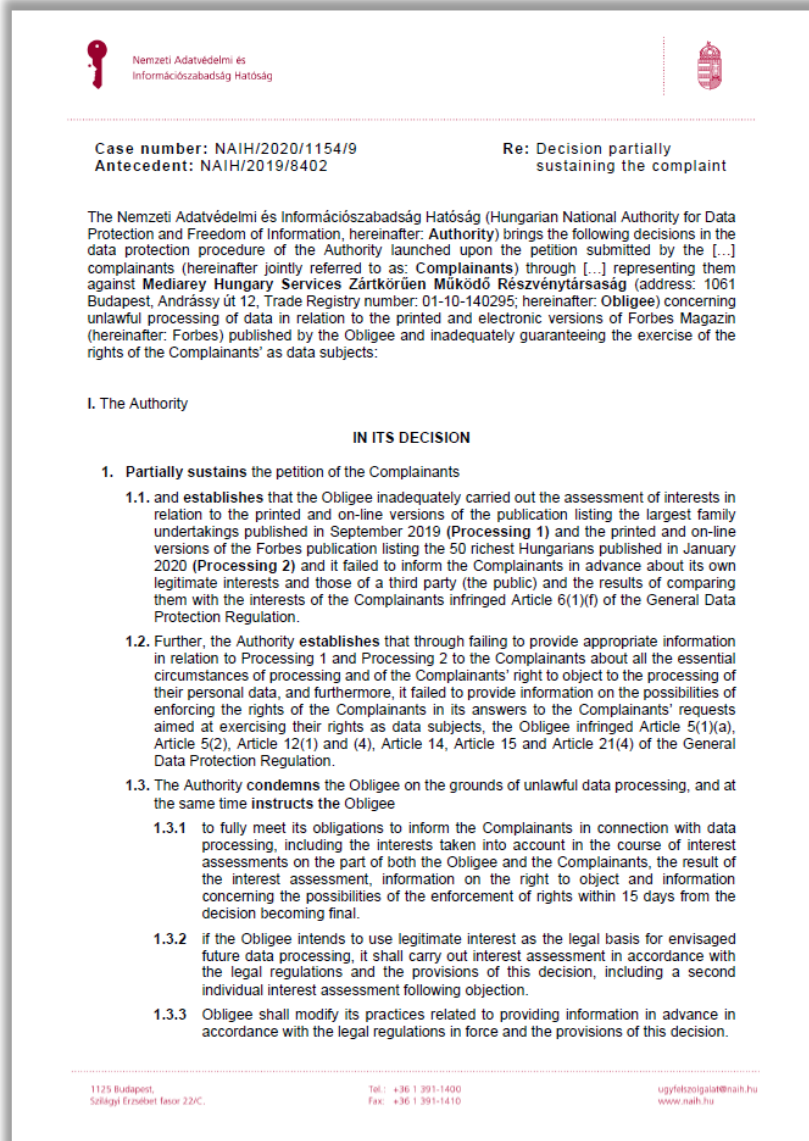 Nemzeti Adatvédelmi és
Információszabadság Hatóság
Case number: NAIH/2020/1154/9
Antecedent: NAIH/2019/8402
Re: Decision partially
sustaining the complaint
The Nemzeti Adatvédelmi és Információszabadság Hatóság (Hungarian National Authority for Data
Protection and Freedom of Information, hereinafter: Authority) brings the following decisions in the
data protection procedure of the Authority launched upon the petition submitted by the […]
complainants (hereinafter jointly referred to as: Complainants) through […] representing them
against Mediarey Hungary Services Zártkörűen Működő Részvénytársaság (address: 1061
Budapest, Andrássy út 12, Trade Registry number: 01-10-140295; hereinafter: Obligee) concerning
unlawful processing of data in relation to the printed and electronic versions of Forbes Magazin
(hereinafter: Forbes) published by the Obligee and inadequately guaranteeing the exercise of the
rights of the Complainants' as data subjects:
I. The Authority
IN ITS DECISION
1. Partially sustains the petition of the Complainants
1.1. and establishes that the Obligee inadequately carried out the assessment of interests in
relation to the printed and on-line versions of the publication listing the largest family
undertakings published in September 2019 (Processing 1) and the printed and on-line
versions of the Forbes publication listing the 50 richest Hungarians published in January
2020 (Processing 2) and it failed to inform the Complainants in advance about its own
legitimate interests and those of a third party (the public) and the results of comparing
them with the interests of the Complainants infringed Article 6(1)(f) of the General Data
Protection Regulation.
1.2. Further, the Authority establishes that through failing to provide appropriate information
in relation to Processing 1 and Processing 2 to the Complainants about all the essential
circumstances of processing and of the Complainants' right to object to the processing of
their personal data, and furthermore, it failed to provide information on the possibilities of
enforcing the rights of the Complainants in its answers to the Complainants' requests
aimed at exercising their rights as data subjects, the Obligee infringed Article 5(1)(a),
Article 5(2), Article 12(1) and (4), Article 14, Article 15 and Article 21(4) of the General
Data Protection Regulation.
1.3. The Authority condemns the Obligee on the grounds of unlawful data processing, and at
the same time instructs the Obligee
1.3.1 to fully meet its obligations to inform the Complainants in connection with data
processing, including the interests taken into account in the course of interest
assessments on the part of both the Obligee and the Complainants, the result of
the interest assessment, information on the right to object and information
concerning the possibilities of the enforcement of rights within 15 days from the
decision becoming final.
1.3.2 if the Obligee intends to use legitimate interest as the legal basis for envisaged
future data processing, it shall carry out interest assessment in accordance with
the legal regulations and the provisions of this decision, including a second
individual interest assessment following objection.
1.3.3 Obligee shall modify its practices related to providing information in advance in
accordance with the legal regulations in force and the provisions of this decision.
1125 Budapest,
Szilágyi Erzsébet fasor 22/C.
Tel.: +36 1 391-1400
Fax: +36 1 391-1410
ugyfelszolgalat@naih.hu
www.naih.hu